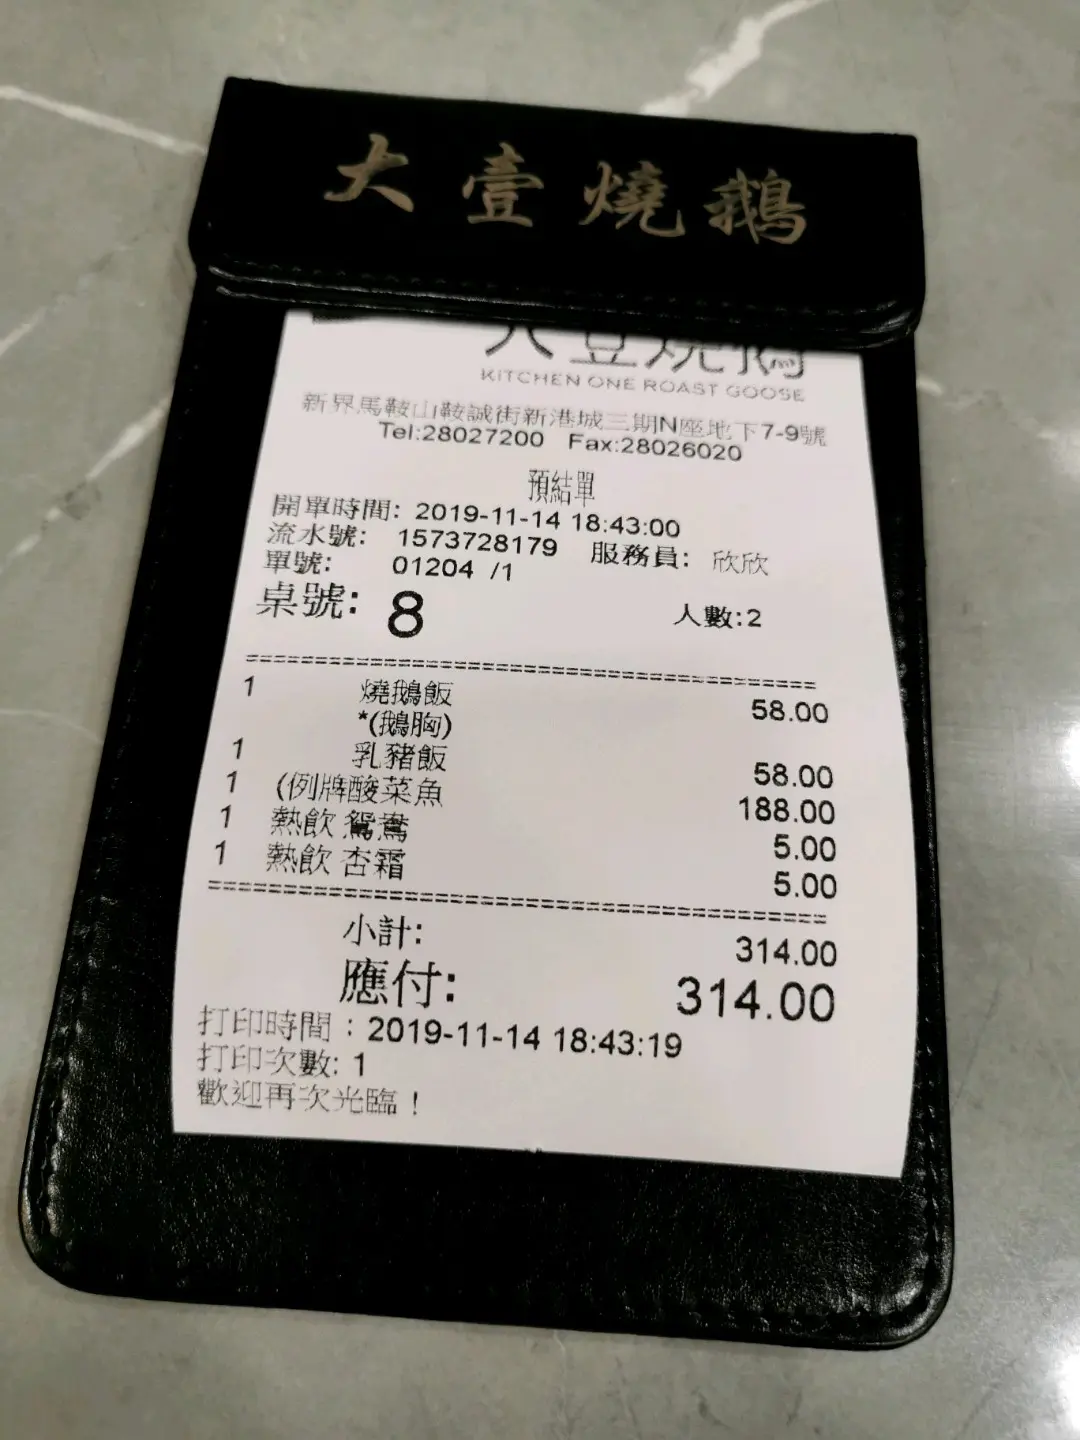 大壹燒鵝
大壹燒鵝
KITCHEN ONE ROAST GOOSE
新界馬鞍山鞍誠街新港城三期N座地下7-9號
Tel:28027200 Fax:28026020
預結單
開單時間: 2019-11-14 18:43:00
流水號: 1573728179 服務員: 欣欣
單號: 01204 /1
桌號: 8 人數:2
1 燒鵝飯 58.00
*(鵝胸)
1 乳豬飯 58.00
1 (例牌酸菜魚 188.00
1 熱飲 鴛鴦 5.00
1 熱飲 杏霜 5.00
小計: 314.00
應付: 314.00
打印時間：2019-11-14 18:43:19
打印次數: 1
歡迎再次光臨！